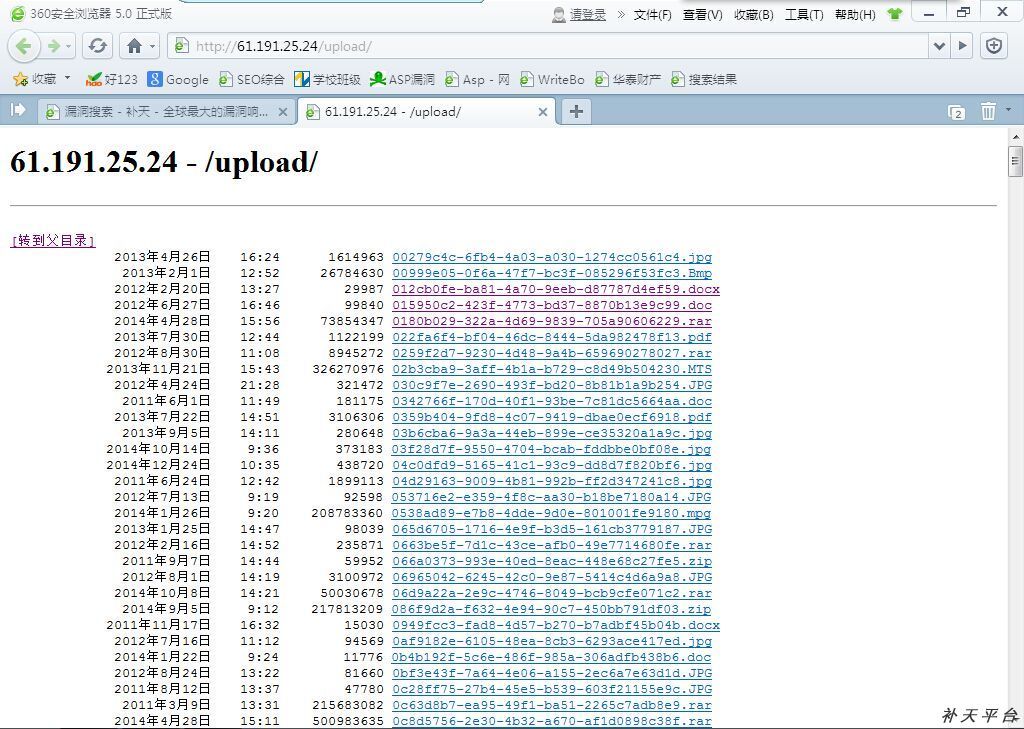 360安全浏览器 5.0 正式版 请登录 » 文件(F) 查看(V) 收藏(B) 工具(T) 帮助(H)
http://61.191.25.24/upload/
收藏 好123 Google SEO综合 学校班级 ASP漏洞 Asp - 网 WriteBo 华泰财产 搜索结果
漏洞搜索 - 补天 - 全球最大的漏洞响... 61.191.25.24 - /upload/ 2
61.191.25.24 - /upload/
[转到父目录]
2013年4月26日 16:24 1614963 00279c4c-6fb4-4a03-a030-1274cc0561c4.jpg
2013年2月1日 12:52 26784630 00999e05-0f6a-47f7-bc3f-085296f53fc3.Bmp
2012年2月20日 13:27 29987 012cb0fe-ba81-4a70-9eeb-d87787d4ef59.docx
2012年6月27日 16:46 99840 015950c2-423f-4773-bd37-8870b13e9c99.doc
2014年4月28日 15:56 73854347 0180b029-322a-4d69-9839-705a90606229.rar
2013年7月30日 12:44 1122199 022fa6f4-bf04-46dc-8444-5da982478f13.pdf
2012年8月30日 11:08 8945272 0259f2d7-9230-4d48-9a4b-659690278027.rar
2013年11月21日 15:43 326270976 02b3cba9-3aff-4b1a-b729-c8d49b504230.MTS
2012年4月24日 21:28 321472 030c9f7e-2690-493f-bd20-8b81b1a9b254.JPG
2011年6月1日 11:49 181175 0342766f-170d-40f1-93be-7c81dc5664aa.doc
2013年7月22日 14:51 3106306 0359b404-9fd8-4c07-9419-dbae0ecf6918.pdf
2013年9月5日 14:11 280648 03b6cba6-9a3a-44eb-899e-ce35320a1a9c.jpg
2014年10月14日 9:36 373183 03f28d7f-9550-4704-bcab-fddbbe0bf08e.jpg
2014年12月24日 10:35 438720 04c0dfd9-5165-41c1-93c9-dd8d7f820bf6.jpg
2011年6月24日 12:42 1899113 04d29163-9009-4b81-992b-ff2d347241c8.jpg
2012年7月13日 9:19 92598 053716e2-e359-4f8c-aa30-b18be7180a14.JPG
2014年1月26日 9:20 208783360 0538ad89-e7b8-4dde-9d0e-801001fe9180.mpg
2013年1月25日 14:47 98039 065d6705-1716-4e9f-b3d5-161cb3779187.JPG
2012年2月16日 14:52 235871 0663be5f-7d1c-43ce-afb0-49e7714680fe.rar
2011年9月7日 14:44 59952 066a0373-993e-40ed-8eac-448e68c27fe5.zip
2012年8月1日 14:19 3100972 06965042-6245-42c0-9e87-5414c4d6a9a8.JPG
2014年10月8日 14:21 50030678 06d9a22a-2e9c-4746-8049-bcb9cfe071c2.rar
2014年9月5日 9:12 217813209 086f9d2a-f632-4e94-90c7-450bb791df03.zip
2011年11月17日 16:32 15030 0949fcc3-fad8-4d57-b270-b7adbf45b04b.docx
2012年7月16日 11:12 94569 0af9182e-6105-48ea-8cb3-6293ace417ed.jpg
2014年1月22日 9:24 11776 0b4b192f-5c6e-486f-985a-306adfb438b6.doc
2012年8月24日 13:22 81660 0bf3e43f-7a64-4e06-a155-2ec6a7e63d1d.JPG
2011年8月12日 13:37 47780 0c28ff75-27b4-45e5-b539-603f21155e9c.JPG
2011年3月9日 13:31 215683082 0c63d8b7-ea95-49f1-ba51-2265c7adb8e9.rar
2014年4月28日 15:11 500983635 0c8d5756-2e30-4b32-a670-af1d0898c38f.rar
补天平台